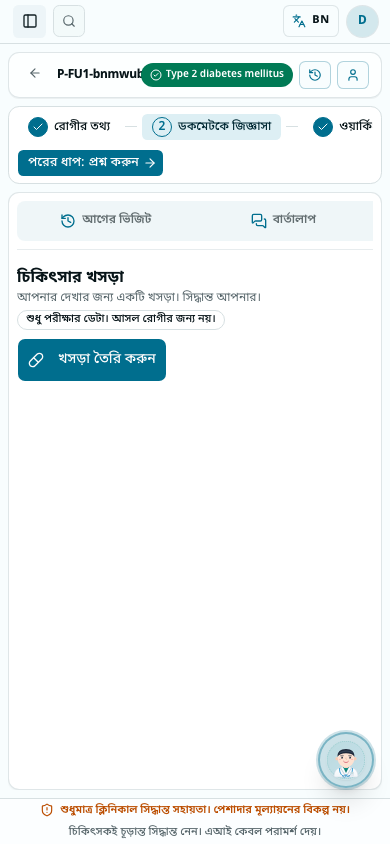 BN
D
P-FU1-bnmwub
Type 2 diabetes mellitus
রোগীর তথ্য
2
ডকমেটকে জিজ্ঞাসা
ওয়ার্কি
পরের ধাপ: প্রশ্ন করুন
আগের ভিজিট
বার্তালাপ
চিকিৎসার খসড়া
আপনার দেখার জন্য একটি খসড়া। সিদ্ধান্ত আপনার।
শুধু পরীক্ষার ডেটা। আসল রোগীর জন্য নয়।
খসড়া তৈরি করুন
শুধুমাত্র ক্লিনিকাল সিদ্ধান্ত সহায়তা। পেশাদার মূল্যায়নের বিকল্প নয়।
চিকিৎসকই চূড়ান্ত সিদ্ধান্ত নেন। এআই কেবল পরামর্শ দেয়।